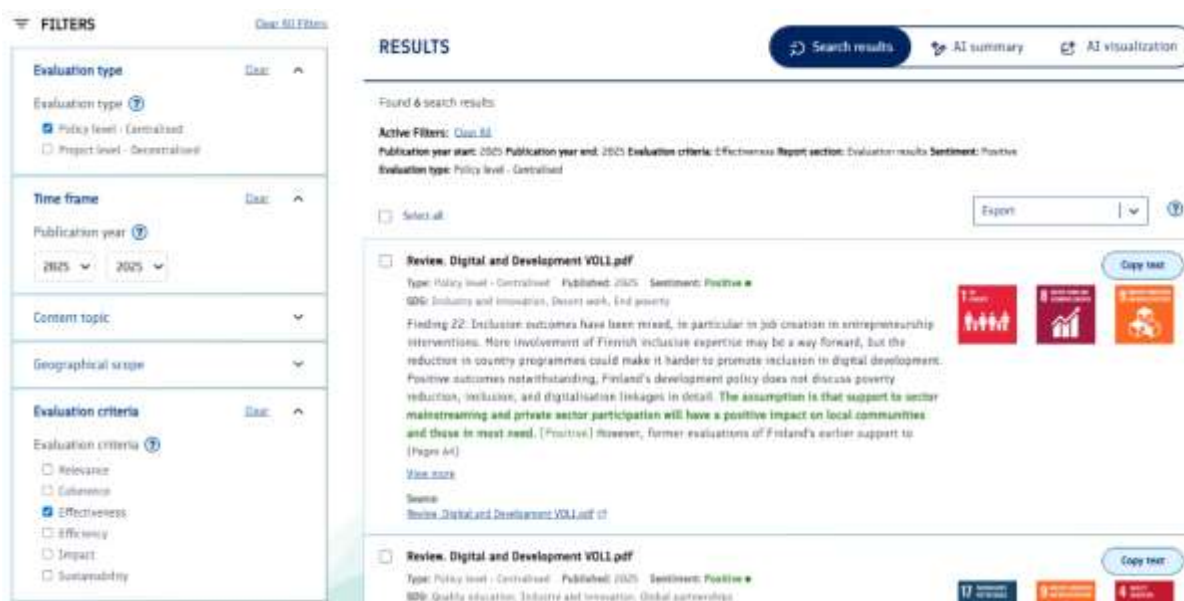 FILTERS
Clear All Filters
Evaluation type
Clear
Evaluation type ?
Policy level - Centralised
Project level - Decentralised
Time frame
Clear
Publication year ?
2025 2025
Content topic
Geographical scope
Evaluation criteria
Clear
Evaluation criteria ?
Relevance
Coherence
Effectiveness
Efficiency
Impact
Sustainability
RESULTS
Search results
AI summary
AI visualization
Found 6 search results
Active Filters: Clear All
Publication year start: 2025 Publication year end: 2025 Evaluation criteria: Effectiveness Report section: Evaluation results Sentiment: Positive
Evaluation type: Policy level - Centralised
Select all
Export
?
Review. Digital and Development VOL1.pdf
Copy text
Type: Policy level - Centralised Published: 2025 Sentiment: Positive
SDG: Industry and innovation, Decent work, End poverty
Finding 22: Inclusion outcomes have been mixed, in particular in job creation in entrepreneurship
interventions. More involvement of Finnish inclusion expertise may be a way forward, but the
reduction in country programmes could make it harder to promote inclusion in digital development.
Positive outcomes notwithstanding, Finland's development policy does not discuss poverty
reduction, inclusion, and digitalisation linkages in detail. The assumption is that support to sector
mainstreaming and private sector participation will have a positive impact on local communities
and those in most need. [Positive] However, former evaluations of Finland's earlier support to
(Pages 64)
View more
Source
Review. Digital and Development VOL1.pdf
1
8
9
Review. Digital and Development VOL1.pdf
Copy text
Type: Policy level - Centralised Published: 2025 Sentiment: Positive
SDG: Quality education, Industry and innovation, Global partnerships
17
9
4